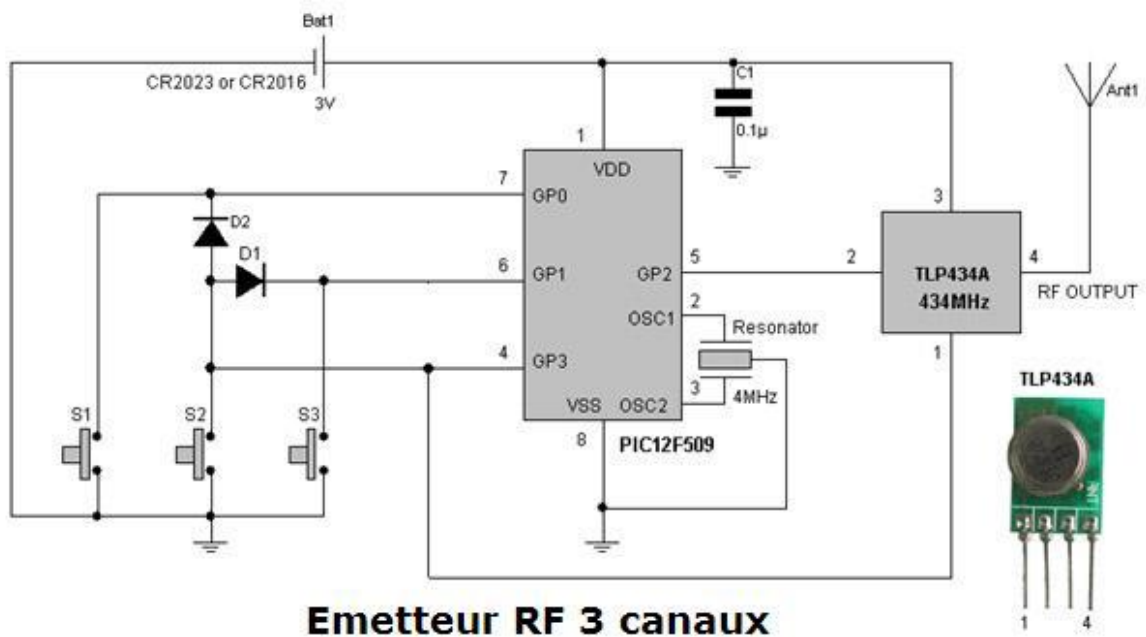 Bat1
CR2023 or CR2016
3V
C1
0.1µ
Ant1
1
VDD
7
GP0
D2
D1
6
GP1
GP2
5
2
3
TLP434A
434MHz
4
RF OUTPUT
1
OSC1
2
Resonator
4
GP3
3
4MHz
VSS
OSC2
8
PIC12F509
S1
S2
S3
TLP434A
ANT
1
4
Emetteur RF 3 canaux